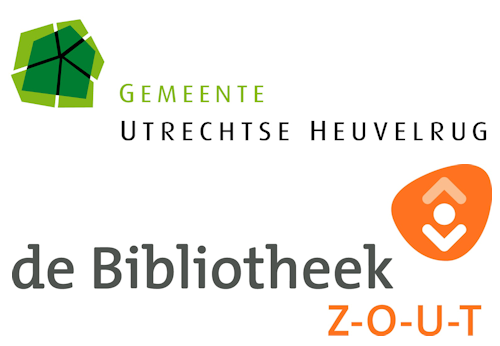 GEMEENTE
UTRECHTSE HEUVELRUG
de Bibliotheek
Z-O-U-T